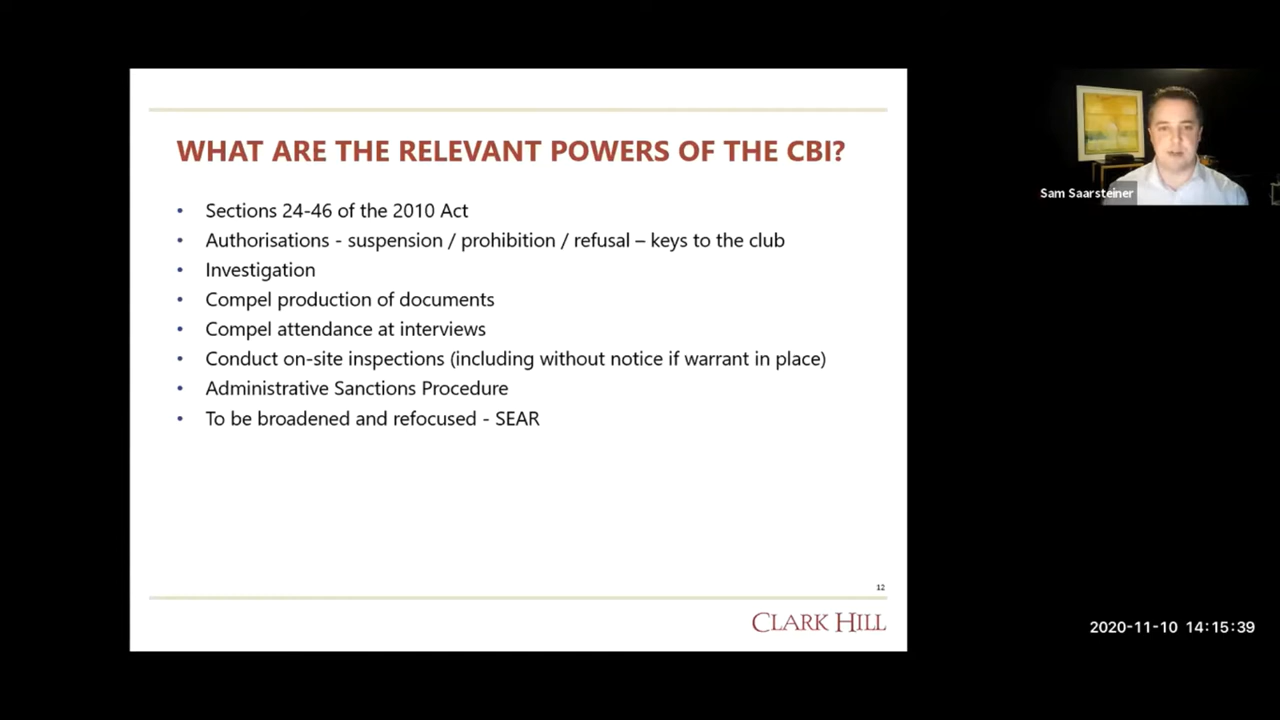 WHAT ARE THE RELEVANT POWERS OF THE CBI?
• Sections 24-46 of the 2010 Act
• Authorisations - suspension / prohibition / refusal – keys to the club
• Investigation
• Compel production of documents
• Compel attendance at interviews
• Conduct on-site inspections (including without notice if warrant in place)
• Administrative Sanctions Procedure
• To be broadened and refocused - SEAR
12
CLARK HILL
Sam Saarsteiner
2020-11-10 14:15:39